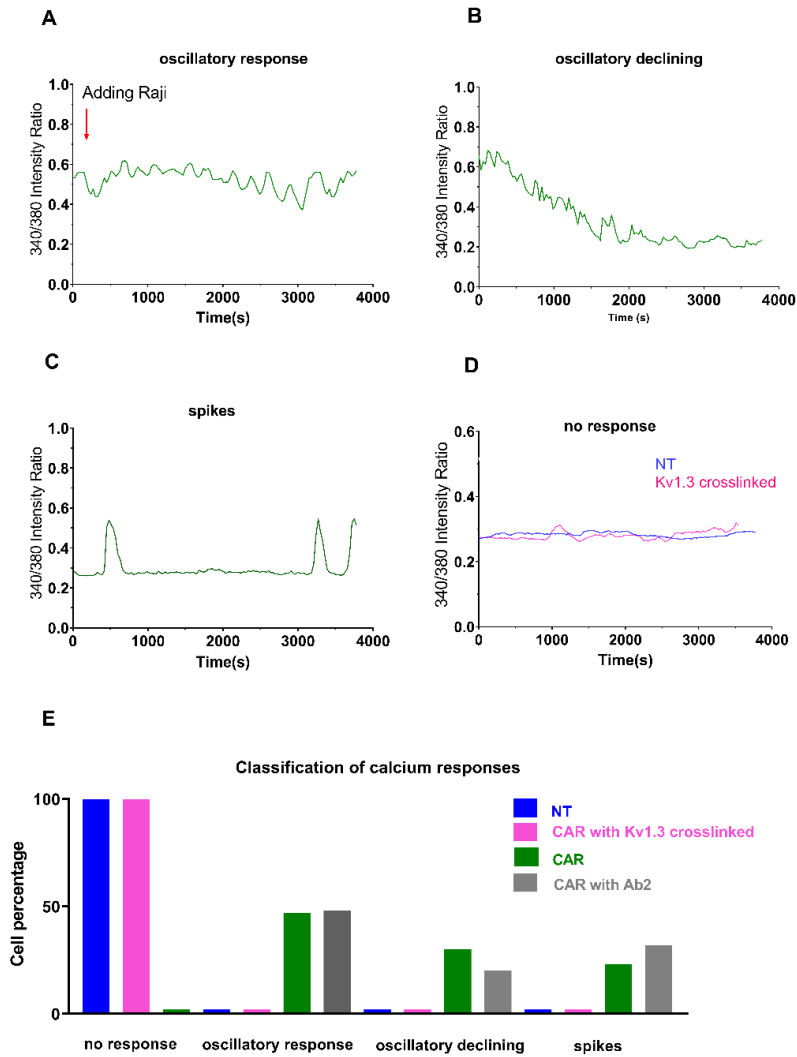 A
oscillatory response
Adding Raji
1.0
0.8
0.6
0.4
0.2
0.0
340/380 Intensity Ratio
0 1000 2000 3000 4000
Time(s)
B
oscillatory declining
1.0
0.8
0.6
0.4
0.2
0.0
340/380 Intensity Ratio
0 1000 2000 3000 4000
Time (s)
C
spikes
1.0
0.8
0.6
0.4
0.2
0.0
340/380 Intensity Ratio
0 1000 2000 3000 4000
Time(s)
D
no response
NT
Kv1.3 crosslinked
0.6
0.4
0.2
0.0
340/380 Intensity Ratio
0 1000 2000 3000 4000
Time(s)
E
Classification of calcium responses
NT
CAR with Kv1.3 crosslinked
CAR
CAR with Ab2
100
50
0
Cell percentage
no response oscillatory response oscillatory declining spikes